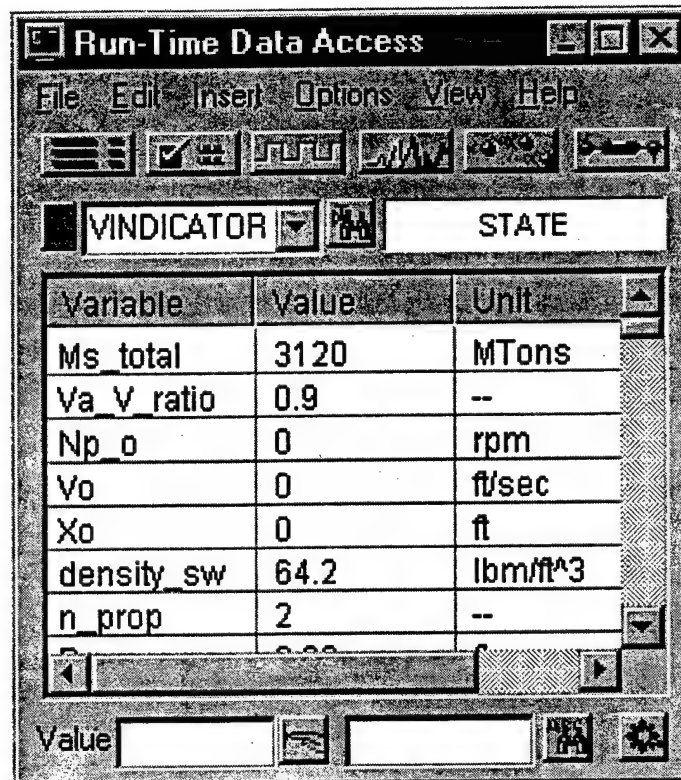 Run-Time Data Access
File Edit Insert Options View Help
VINDICATOR STATE
Variable Value Unit
Ms_total 3120 MTons
Va_V_ratio 0.9 --
Np_o 0 rpm
Vo 0 ft/sec
Xo 0 ft
density_sw 64.2 lbm/ft^3
n_prop 2 --
Value